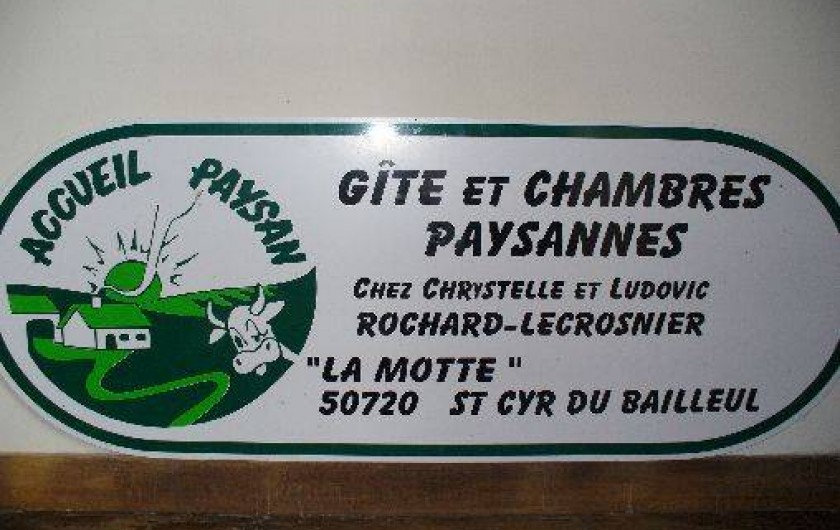 ACCUEIL PAYSAN
GÎTE ET CHAMBRES
PAYSANNES
CHEZ CHRYSTELLE ET LUDOVIC
ROCHARD-LECROSNIER
"LA MOTTE"
50720 ST CYR DU BAILLEUL